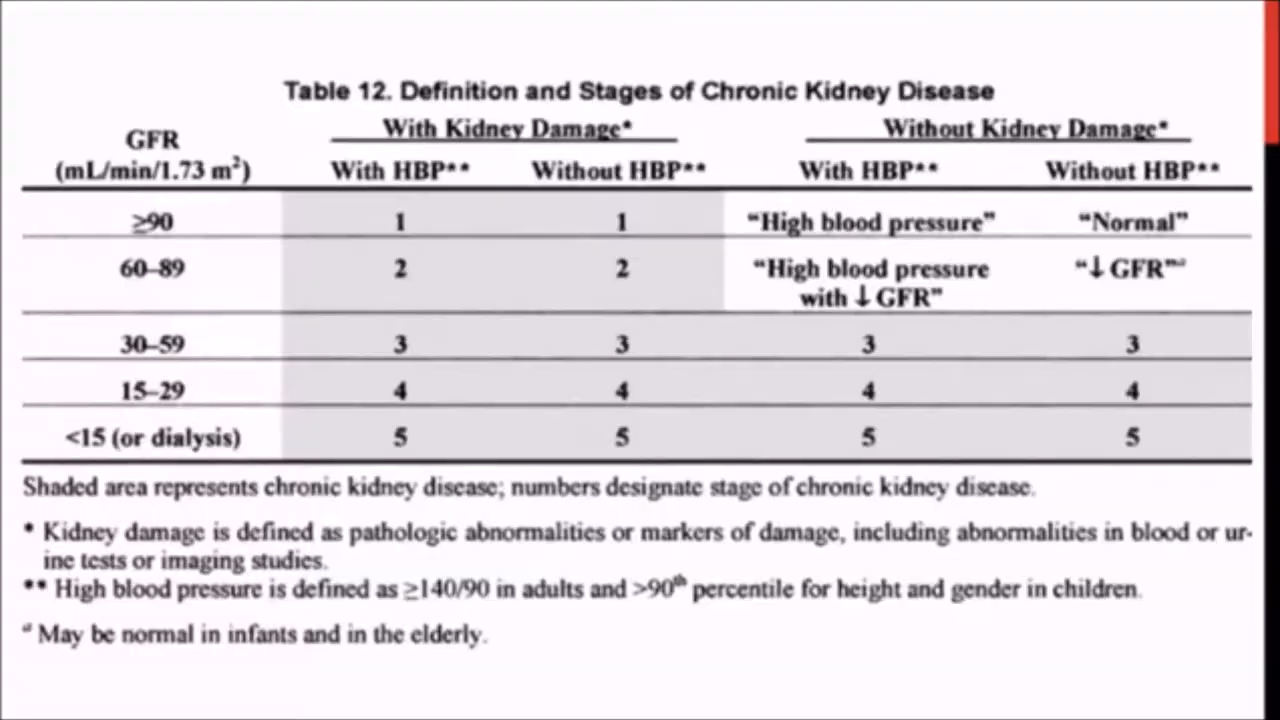 Table 12. Definition and Stages of Chronic Kidney Disease
GFR (mL/min/1.73 m²) With Kidney Damage* Without Kidney Damage*
With HBP** Without HBP** With HBP** Without HBP**
≥90 1 1 “High blood pressure” “Normal”
60–89 2 2 “High blood pressure “↓ GFR”ᵃ
with ↓ GFR”
30–59 3 3 3 3
15–29 4 4 4 4
<15 (or dialysis) 5 5 5 5
Shaded area represents chronic kidney disease; numbers designate stage of chronic kidney disease.
* Kidney damage is defined as pathologic abnormalities or markers of damage, including abnormalities in blood or ur-
ine tests or imaging studies.
** High blood pressure is defined as ≥140/90 in adults and >90th percentile for height and gender in children.
ᵃ May be normal in infants and in the elderly.